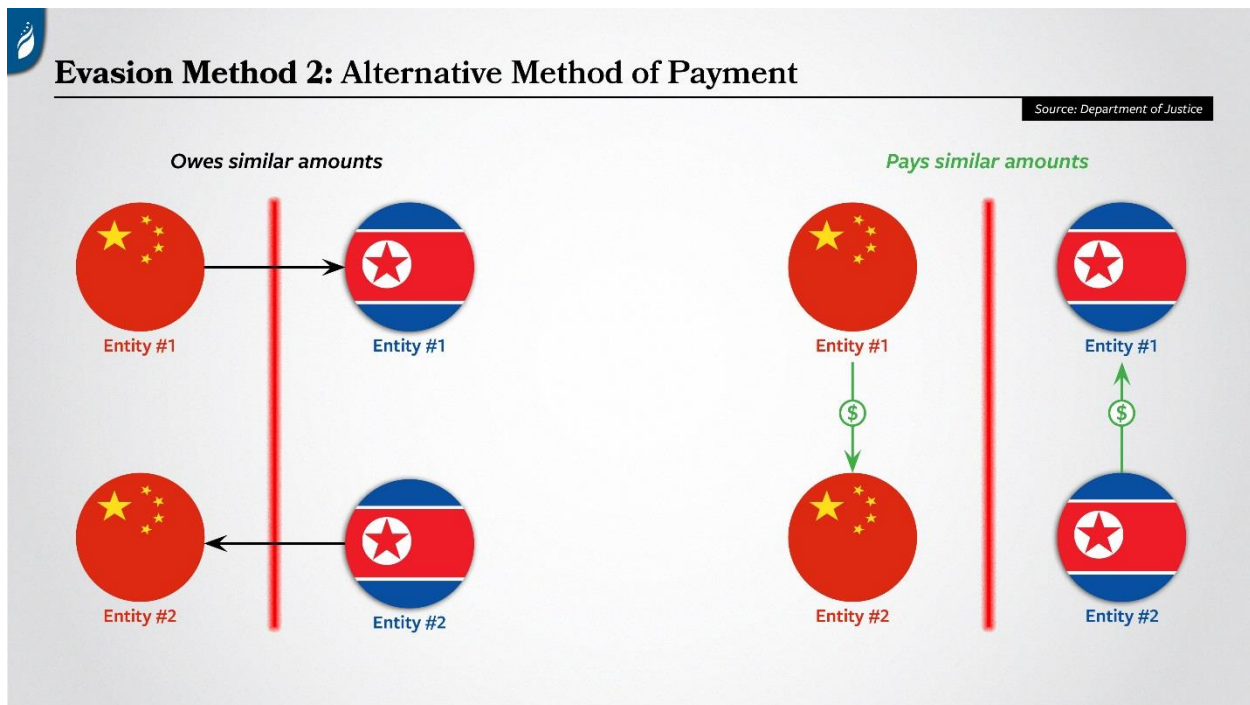 Evasion Method 2: Alternative Method of Payment
Source: Department of Justice
Owes similar amounts
Pays similar amounts
Entity #1
Entity #1
Entity #1
Entity #1
$
$
Entity #2
Entity #2
Entity #2
Entity #2